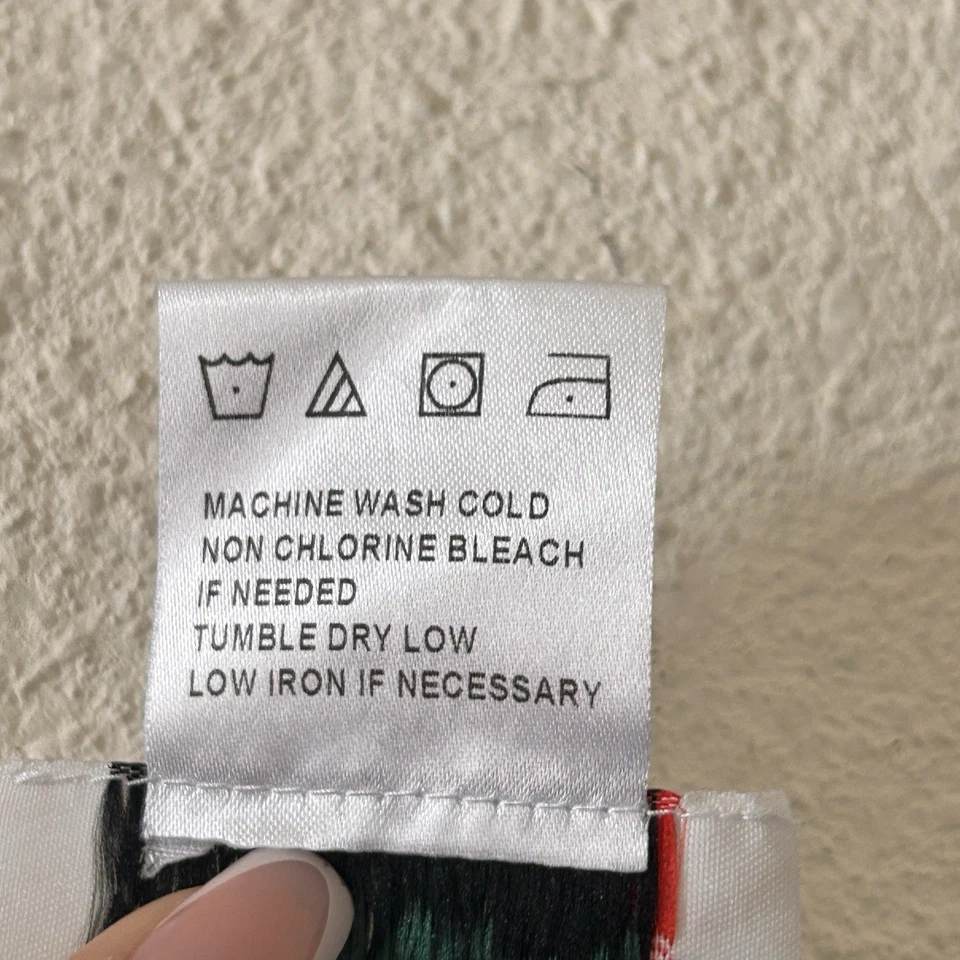 MACHINE WASH COLD
NON CHLORINE BLEACH
IF NEEDED
TUMBLE DRY LOW
LOW IRON IF NECESSARY